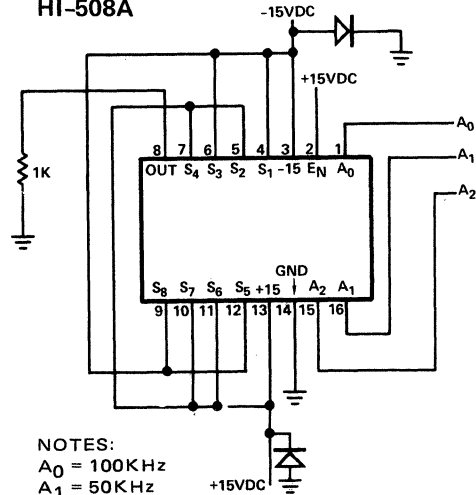 HI-508A
-15VDC
+15VDC
A0
A1
A2
1K
8 7 6 5 4 3 2 1
OUT S4 S3 S2 S1 -15 EN A0
GND
S8 S7 S6 S5 +15 A2 A1
9 10 11 12 13 14 15 16
NOTES:
A0 = 100KHz
A1 = 50KHz
+15VDC